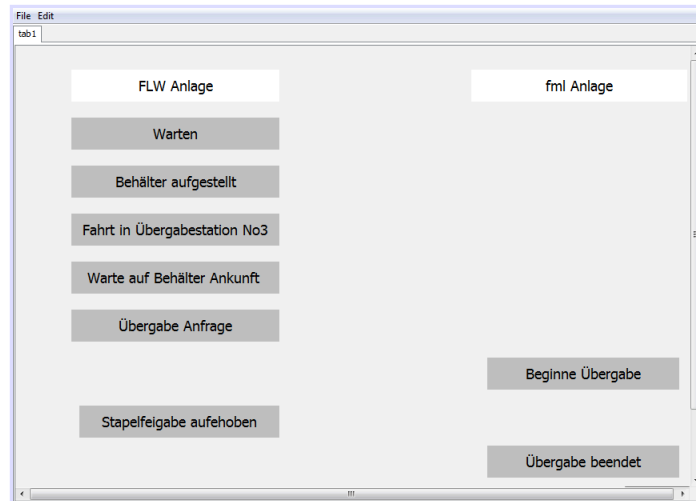 File Edit
tab1
FLW Anlage
fml Anlage
Warten
Behälter aufgestellt
Fahrt in Übergabestation No3
Warte auf Behälter Ankunft
Übergabe Anfrage
Beginne Übergabe
Stapelfeigabe aufehoben
Übergabe beendet